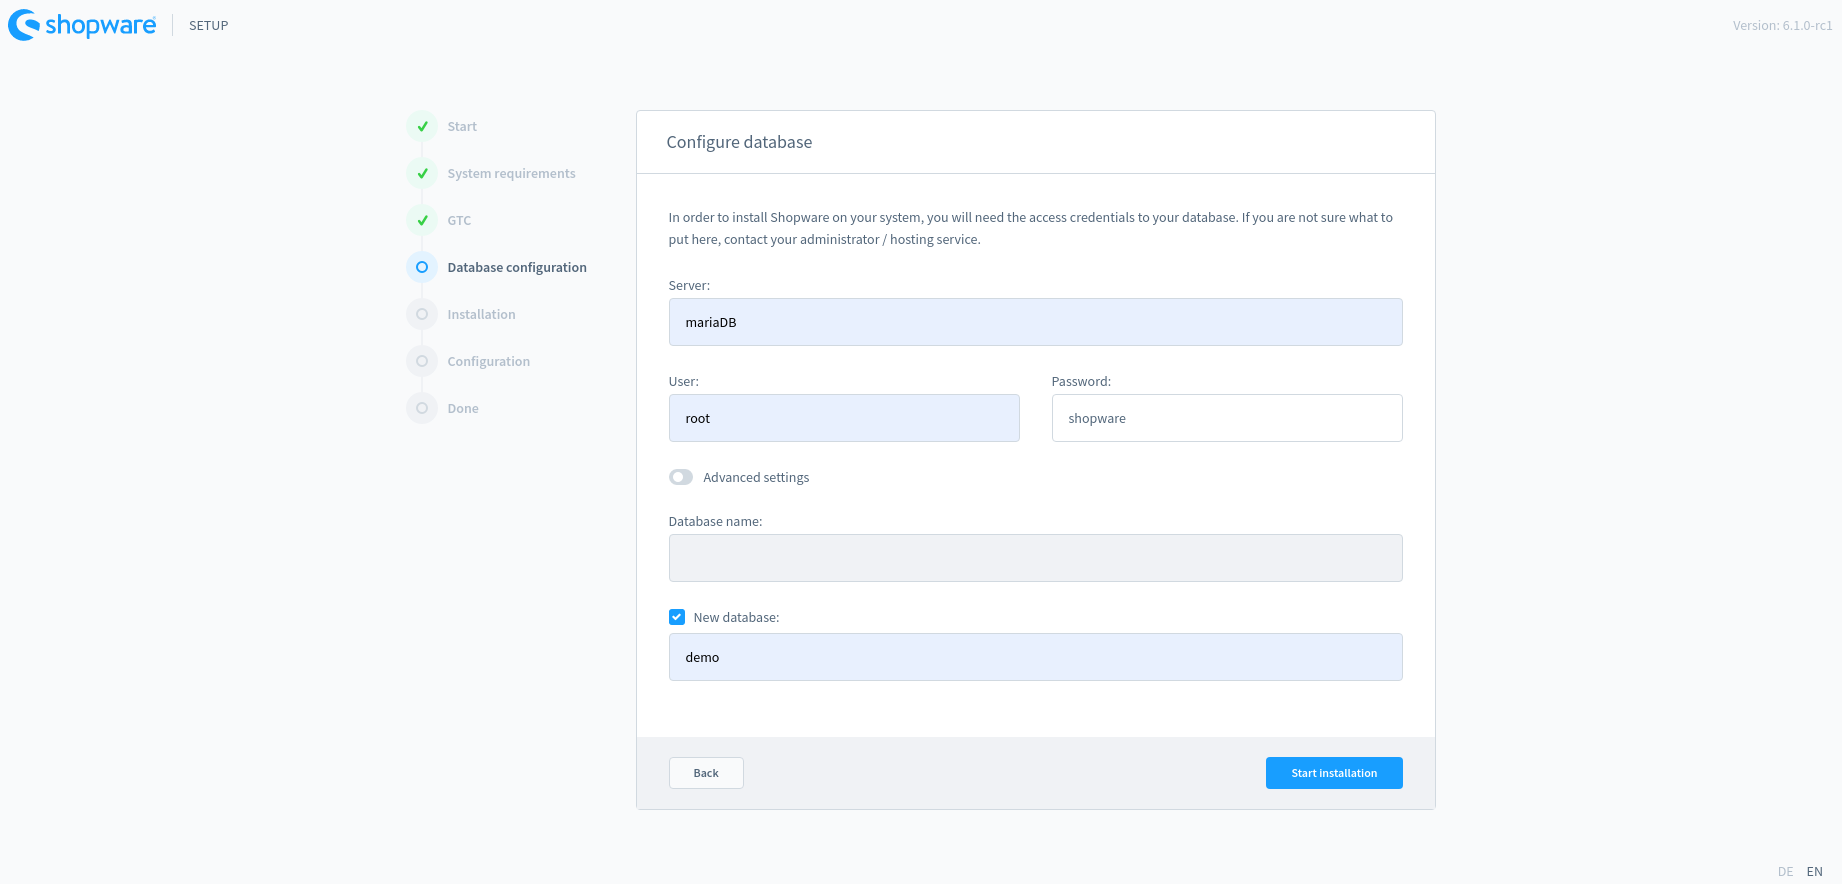 shopware
SETUP
Version: 6.1.0-rc1
Start
System requirements
GTC
Database configuration
Installation
Configuration
Done
Configure database
In order to install Shopware on your system, you will need the access credentials to your database. If you are not sure what to
put here, contact your administrator / hosting service.
Server:
mariaDB
User:
root
Password:
shopware
Advanced settings
Database name:
New database:
demo
Back
Start installation
DE EN